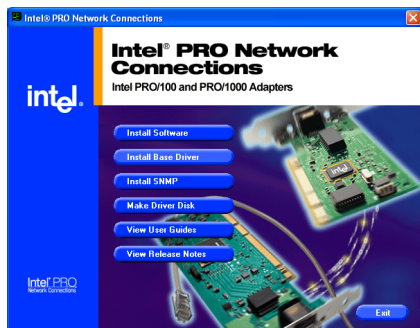 Intel® PRO Network Connections
Intel® PRO Network
Connections
Intel PRO/100 and PRO/1000 Adapters
intel.
Install Software
Install Base Driver
Install SNMP
Make Driver Disk
View User Guides
View Release Notes
intel
Intel® PRO
Network Connections
Exit